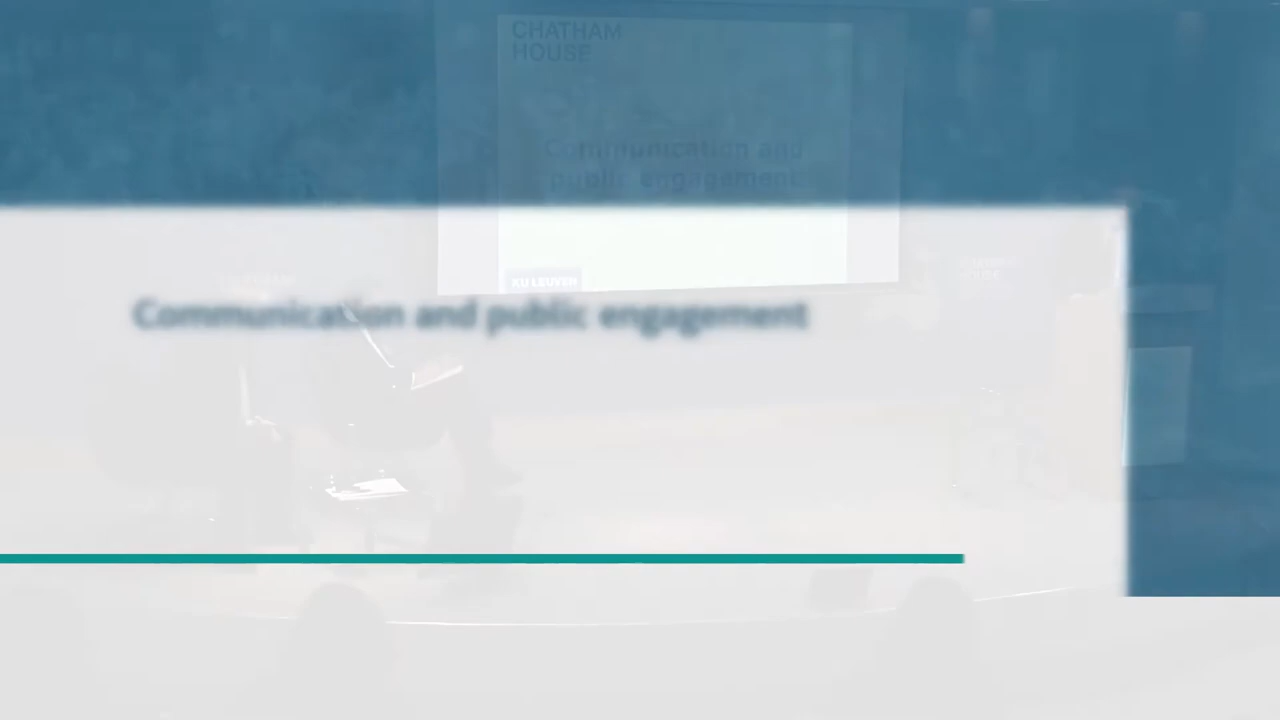 CHATHAM
HOUSE
Communication and
public engagement
KU LEUVEN
Communication and public engagement